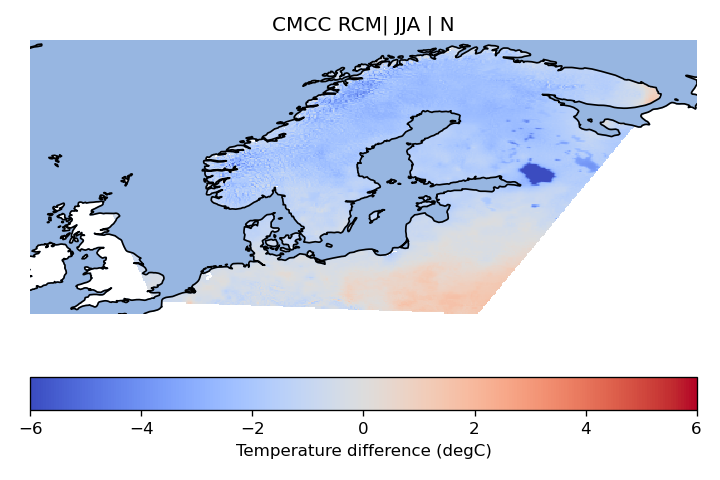 CMCC RCM| JJA | N
−6 −4 −2 0 2 4 6
Temperature difference (degC)